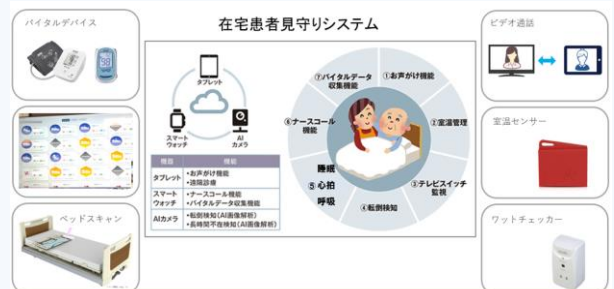 在宅患者見守りシステム
バイタルデバイス
ベッドスキャン
タブレット
スマート
ウォッチ
AI
カメラ
機器
機能
タブレット
・お声がけ機能
・遠隔診療
スマート
ウォッチ
・ナースコール機能
・バイタルデータ収集機能
AIカメラ
・転倒検知(AI画像解析)
・長時間不在検知(AI画像解析)
①お声がけ機能
②室温管理
③テレビスイッチ
監視
④転倒検知
睡眠
⑤ 心拍
呼吸
⑥ナースコール
機能
⑦バイタルデータ
収集機能
ビデオ通話
室温センサー
ワットチェッカー